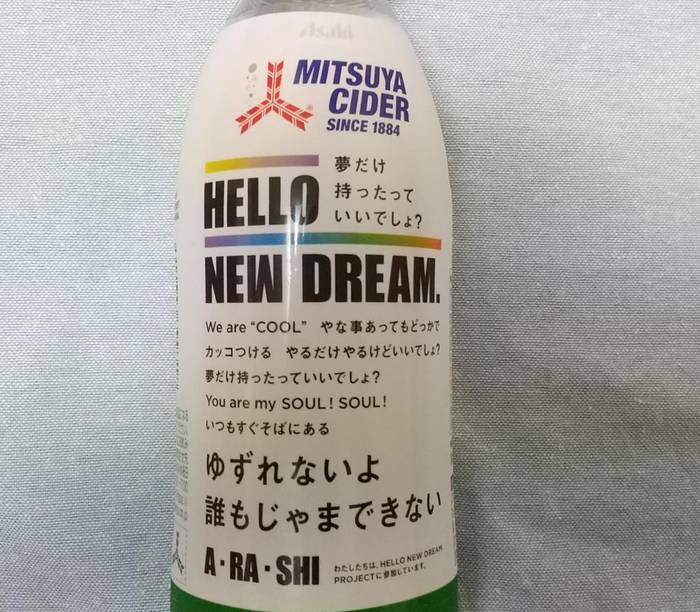 Asahi
MITSUYA
CIDER
SINCE 1884
夢だけ
持ったって
いいでしょ?
HELLO
NEW DREAM.
We are “COOL” やな事あってもどっかで
カッコつける やるだけやるけどいいでしょ?
夢だけ持ったっていいでしょ?
You are my SOUL! SOUL!
いつもすぐそばにある
ゆずれないよ
誰もじゃまできない
A・RA・SHI
わたしたちは、HELLO NEW DREAM.
PROJECTに参加しています。